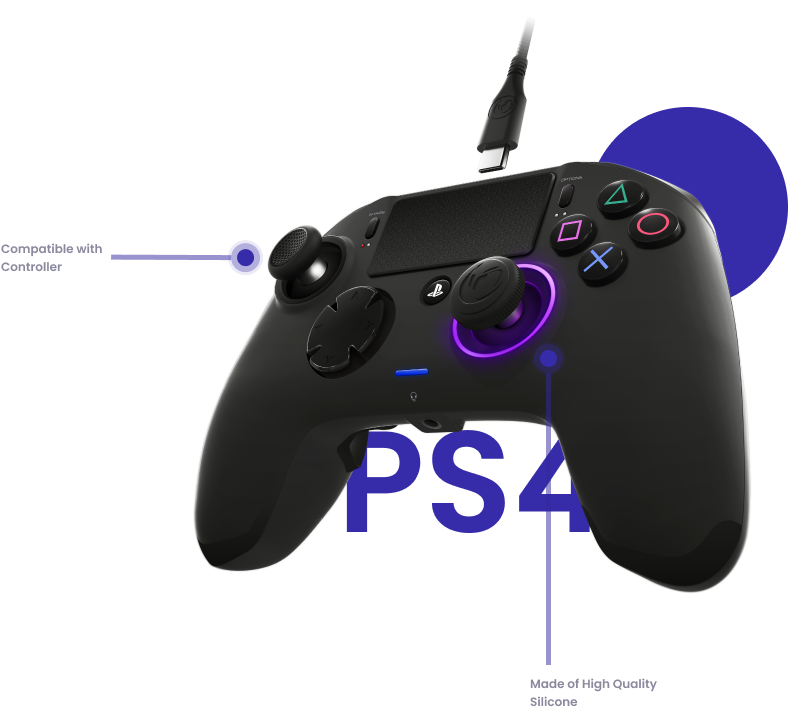 OPTIONS
Compatible with
Controller
PS4
Made of High Quality
Silicone